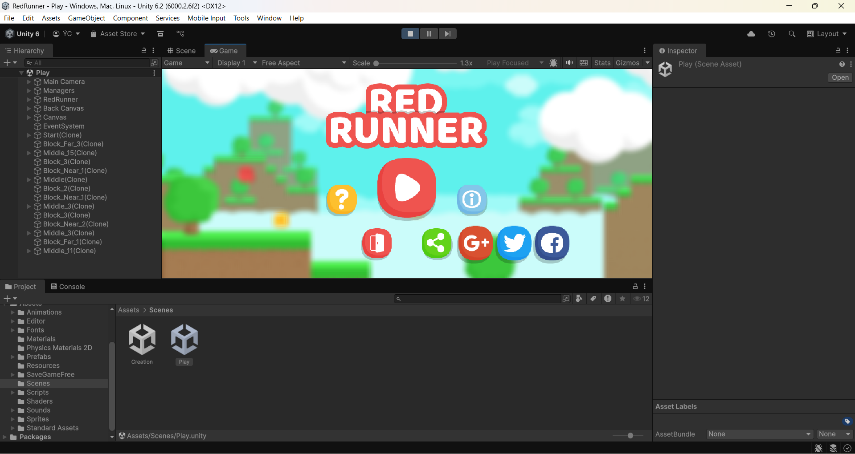 RedRunner - Play - Windows, Mac, Linux - Unity 6.2 (6000.2.6f2) <DX12>
File Edit Assets GameObject Component Services Mobile Input Tools Window Help
Unity 6 YC Asset Store Layout
Hierarchy Scene Game Inspector
All Game Display 1 Free Aspect Scale 1.3x Play Focused Stats Gizmos Play (Scene Asset)
Open
Play
Main Camera
Managers
RedRunner
Back Canvas
Canvas
EventSystem
Start(Clone)
Block_Far_3(Clone)
Middle_15(Clone)
Block_3(Clone)
Block_Near_1(Clone)
Middle(Clone)
Block_2(Clone)
Block_Near_3(Clone)
Middle_3(Clone)
Block_3(Clone)
Block_Near_2(Clone)
Middle_3(Clone)
Block_Far_1(Clone)
Middle_11(Clone)
RED
RUNNER
?
G+
Project Console
12
Assets
Animations
Editor
Fonts
Materials
Physics Materials 2D
Prefabs
Resources
SaveGameFree
Scenes
Scripts
Shaders
Sounds
Sprites
Standard Assets
Packages
Assets > Scenes
Creation Play
Assets/Scenes/Play.unity
Asset Labels
AssetBundle None None